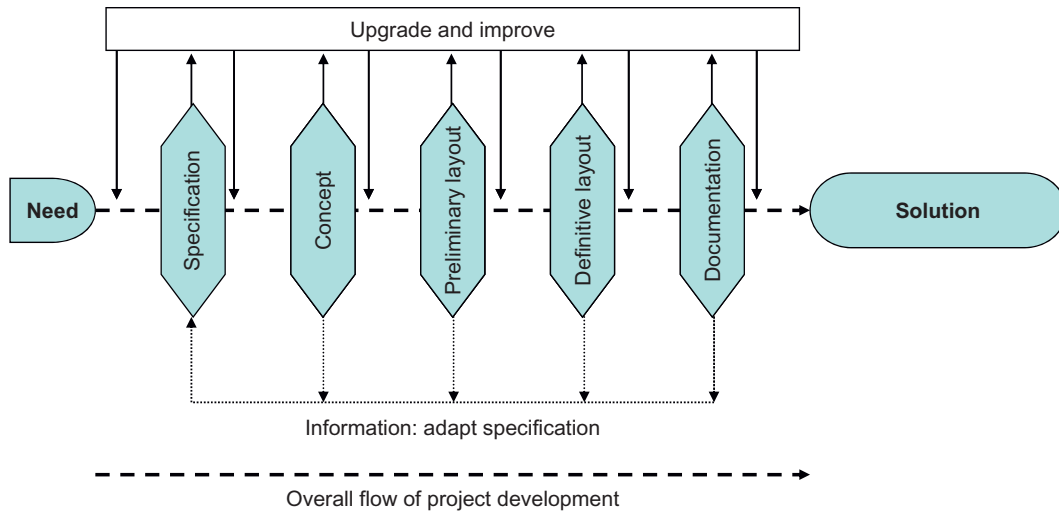 Upgrade and improve
Need
Specification
Concept
Preliminary layout
Definitive layout
Documentation
Solution
Information: adapt specification
Overall flow of project development